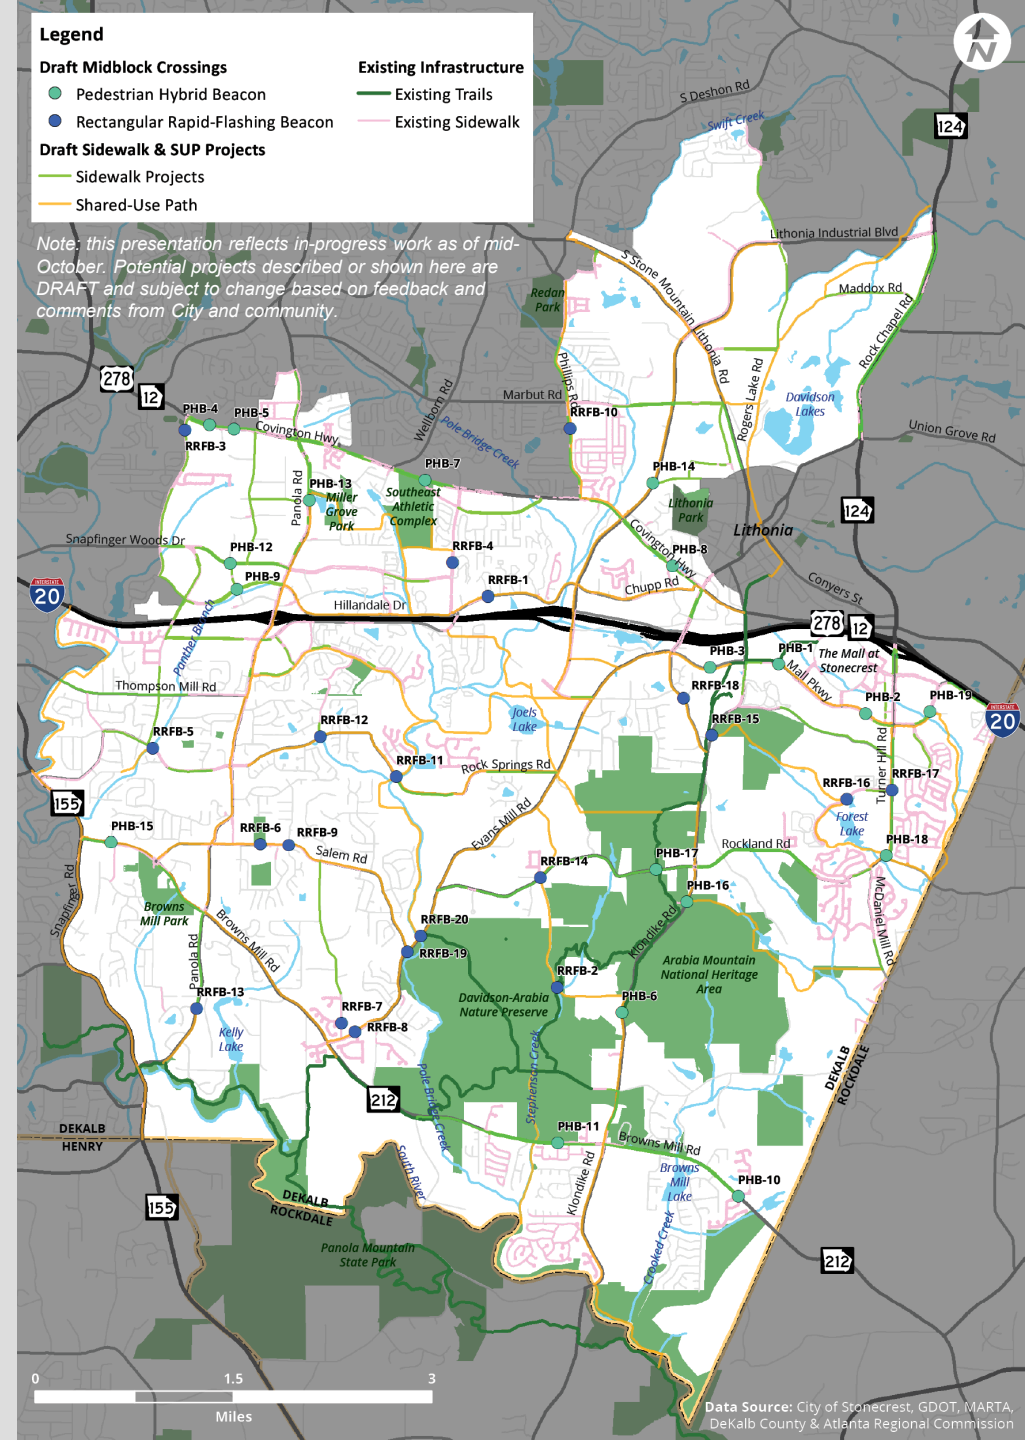 Legend
Draft Midblock Crossings
Pedestrian Hybrid Beacon
Rectangular Rapid-Flashing Beacon
Draft Sidewalk & SUP Projects
Sidewalk Projects
Shared-Use Path
Existing Infrastructure
Existing Trails
Existing Sidewalk
Note: this presentation reflects in-progress work as of mid-
October. Potential projects described or shown here are
DRAFT and subject to change based on feedback and
comments from City and community.
N
S Deshon Rd
Swift Creek
124
Lithonia Industrial Blvd
S Stone Mountain Lithonia Rd
Maddox Rd
Redan
Park
Rock Chapel Rd
Phillips Rd
Rogers Lake Rd
278
12
Marbut Rd
Wellborn Rd
Davidson
Lakes
PHB-4
PHB-5
RRFB-10
RRFB-3
Covington Hwy
Pole Bridge Creek
Union Grove Rd
PHB-7
PHB-14
Panola Rd
PHB-13
Miller
Grove
Park
Southeast
Athletic
Complex
Lithonia
Park
124
Lithonia
Snapfinger Woods Dr
PHB-12
RRFB-4
Covington Hwy
PHB-8
PHB-9
RRFB-1
Chupp Rd
Conyers St
INTERSTATE
20
Hillandale Dr
278
12
Panther Branch
PHB-3
PHB-1
The Mall at
Stonecrest
Mall Pkwy
Thompson Mill Rd
RRFB-18
PHB-2
PHB-19
Joels
Lake
RRFB-12
RRFB-15
INTERSTATE
20
RRFB-5
Turner Hill Rd
RRFB-11
Rock Springs Rd
RRFB-16
RRFB-17
155
Forest
Lake
Evans Mill Rd
PHB-15
RRFB-6
RRFB-9
Salem Rd
Rockland Rd
PHB-18
RRFB-14
PHB-17
Snapfinger Rd
PHB-16
McDaniel Mill Rd
Browns
Mill Park
Browns Mill Rd
RRFB-20
Klondike Rd
Panola Rd
RRFB-19
Arabia Mountain
National Heritage
Area
RRFB-2
RRFB-13
Davidson-Arabia
Nature Preserve
PHB-6
RRFB-7
RRFB-8
Kelly
Lake
Stephenson Creek
DEKALB
ROCKDALE
Pole Bridge Creek
212
DEKALB
HENRY
PHB-11
Browns Mill Rd
South River
Klondike Rd
Browns
Mill
Lake
PHB-10
155
DEKALB
ROCKDALE
Crooked Creek
Panola Mountain
State Park
212
0
1.5
3
Miles
Data Source: City of Stonecrest, GDOT, MARTA,
DeKalb County & Atlanta Regional Commission